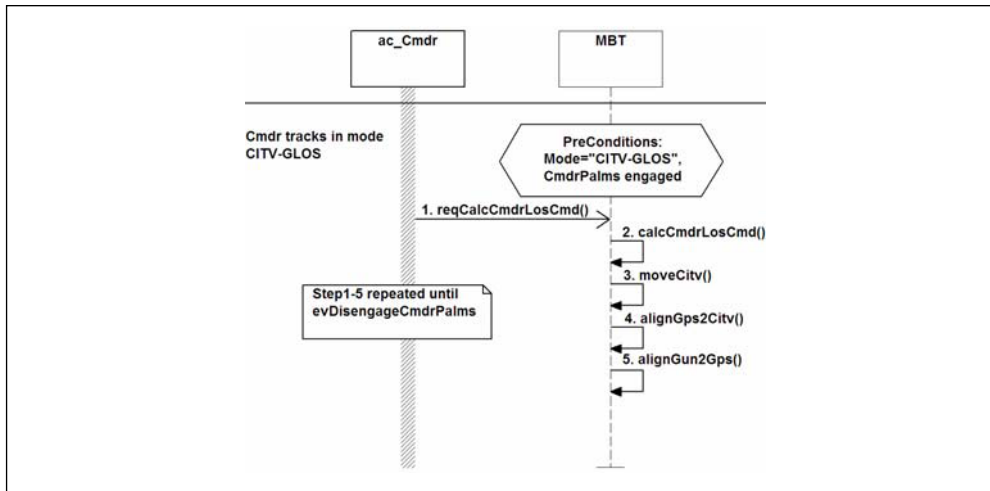 ac_Cmdr
MBT
Cmdr tracks in mode
CITV-GLOS
PreConditions:
Mode="CITV-GLOS",
CmdrPalms engaged
1. reqCalcCmdrLosCmd()
2. calcCmdrLosCmd()
3. moveCitv()
Step1-5 repeated until
evDisengageCmdrPalms
4. alignGps2Citv()
5. alignGun2Gps()